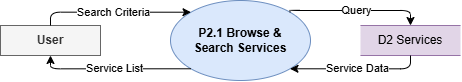 Search Criteria
Query
User
P2.1 Browse &
Search Services
D2 Services
Service List
Service Data